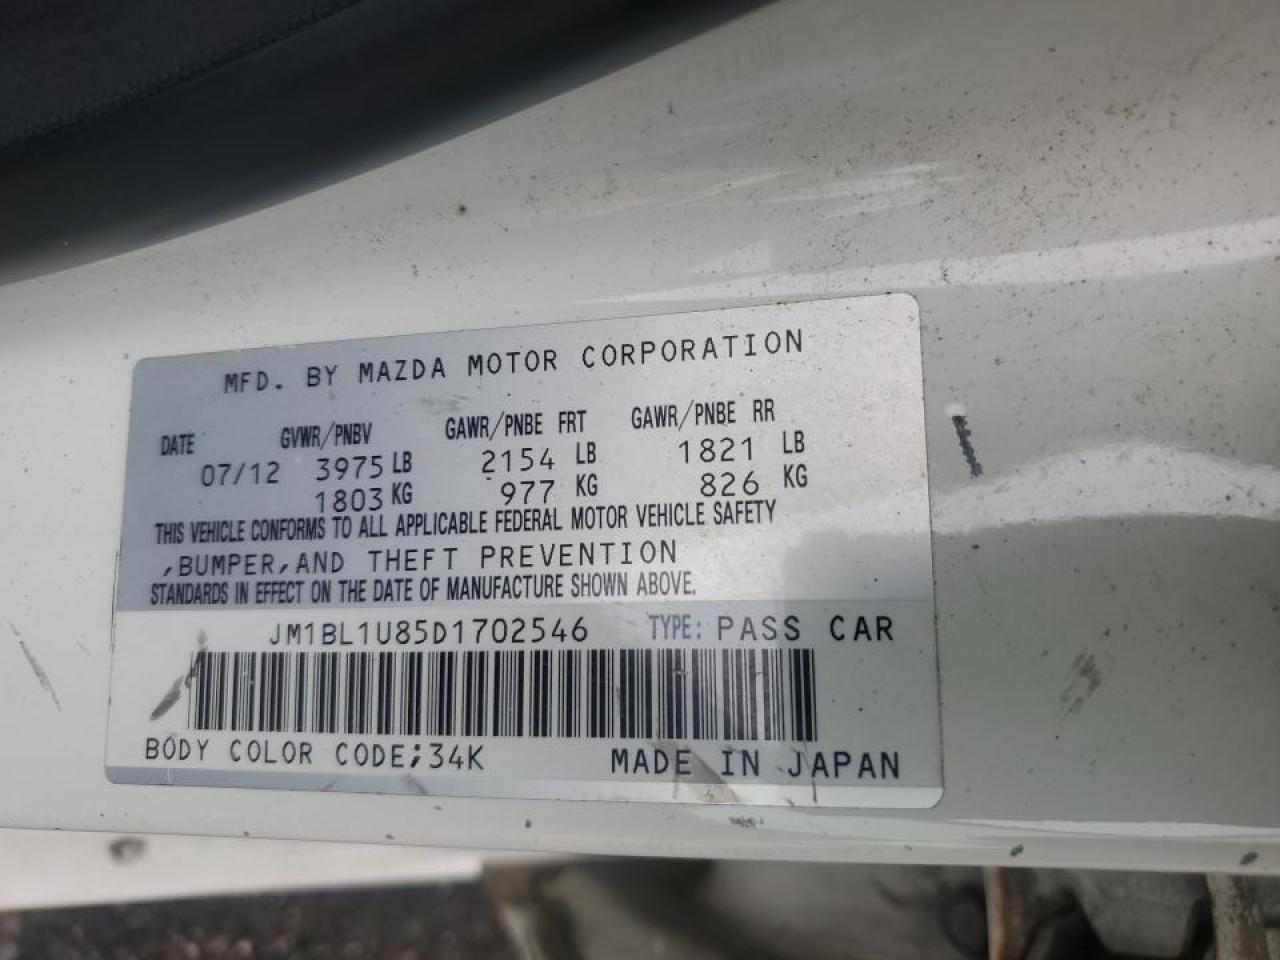 MFD. BY MAZDA MOTOR CORPORATION
DATE GVWR/PNBV GAWR/PNBE FRT GAWR/PNBE RR
07/12 3975 LB 2154 LB 1821 LB
1803 KG 977 KG 826 KG
THIS VEHICLE CONFORMS TO ALL APPLICABLE FEDERAL MOTOR VEHICLE SAFETY
,BUMPER,AND THEFT PREVENTION
STANDARDS IN EFFECT ON THE DATE OF MANUFACTURE SHOWN ABOVE.
JM1BL1U85D1702546 TYPE: PASS CAR
BODY COLOR CODE;34K MADE IN JAPAN